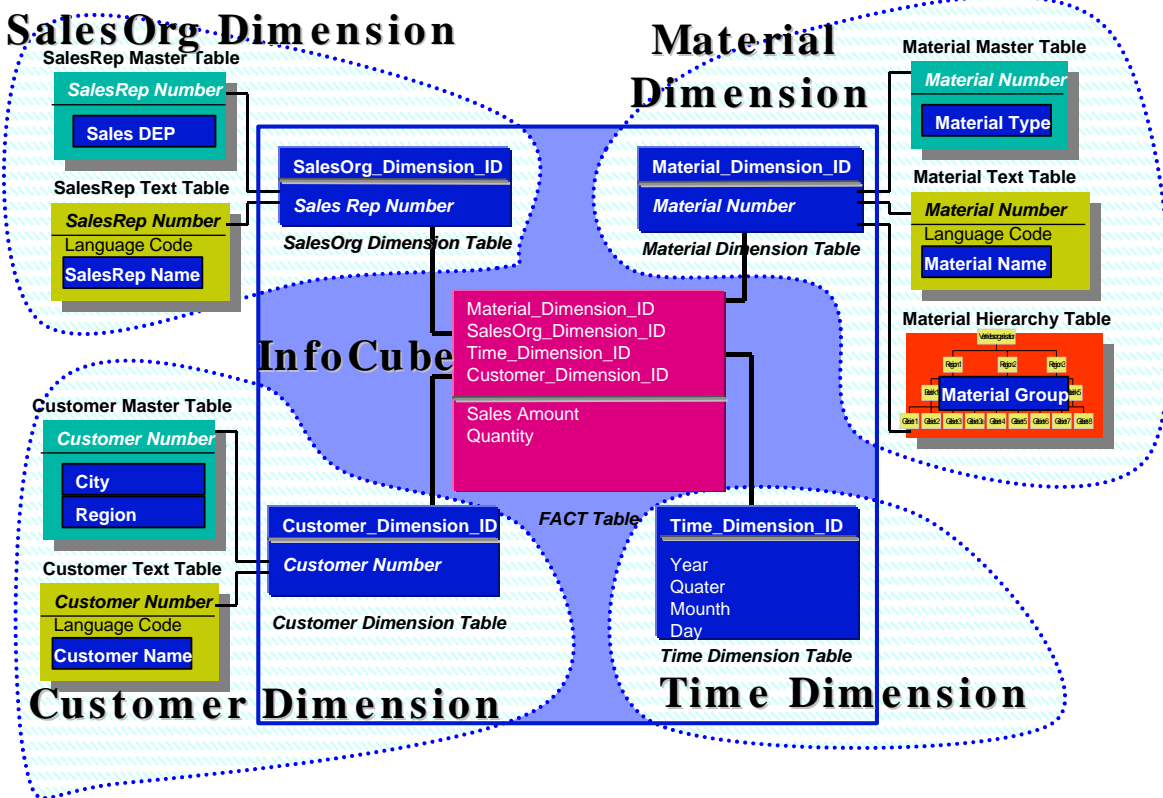 SalesOrg Dimension
SalesRep Master Table
SalesRep Number
Sales DEP
SalesRep Text Table
SalesRep Number
Language Code
SalesRep Name
SalesOrg_Dimension_ID
Sales Rep Number
SalesOrg Dimension Table
Material
Dimension
Material_Dimension_ID
Material Number
Material Dimension Table
Material Master Table
Material Number
Material Type
Material Text Table
Material Number
Language Code
Material Name
Material Hierarchy Table
Region1
Region2
Region3
Material Group
InfoCube
Material_Dimension_ID
SalesOrg_Dimension_ID
Time_Dimension_ID
Customer_Dimension_ID
Sales Amount
Quantity
FACT Table
Customer Master Table
Customer Number
City
Region
Customer Text Table
Customer Number
Language Code
Customer Name
Customer_Dimension_ID
Customer Number
Customer Dimension Table
Customer Dimension
Time_Dimension_ID
Year
Quater
Mounth
Day
Time Dimension Table
Time Dimension